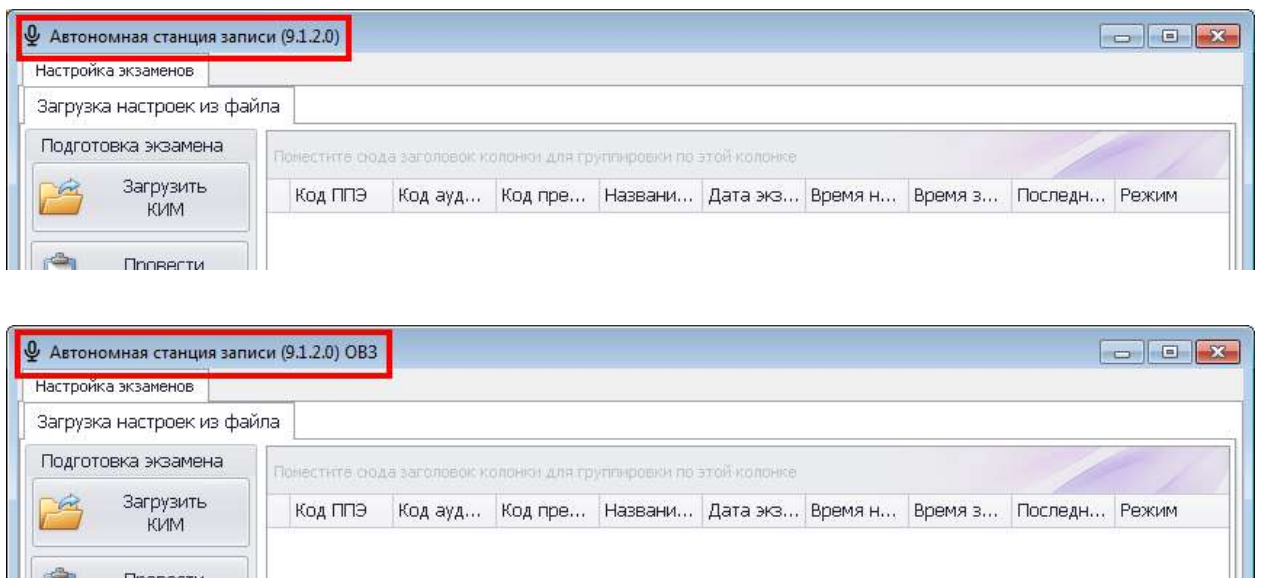 Автономная станция записи (9.1.2.0)
Настройка экзаменов
Загрузка настроек из файла
Подготовка экзамена
Поместите сюда заголовок колонки для группировки по этой колонке
Загрузить
КИМ
Код ППЭ Код ауд... Код пре... Названи... Дата экз... Время н... Время з... Последн... Режим
Провести
Автономная станция записи (9.1.2.0) ОВЗ
Настройка экзаменов
Загрузка настроек из файла
Подготовка экзамена
Поместите сюда заголовок колонки для группировки по этой колонке
Загрузить
КИМ
Код ППЭ Код ауд... Код пре... Названи... Дата экз... Время н... Время з... Последн... Режим
Провести